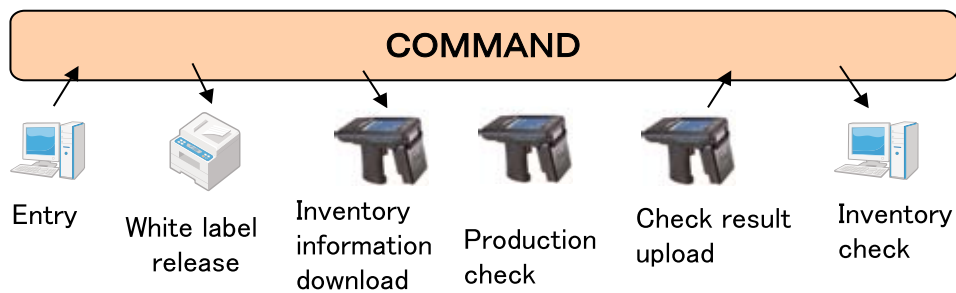 COMMAND
Entry
White label
release
Inventory
information
download
Production
check
Check result
upload
Inventory
check